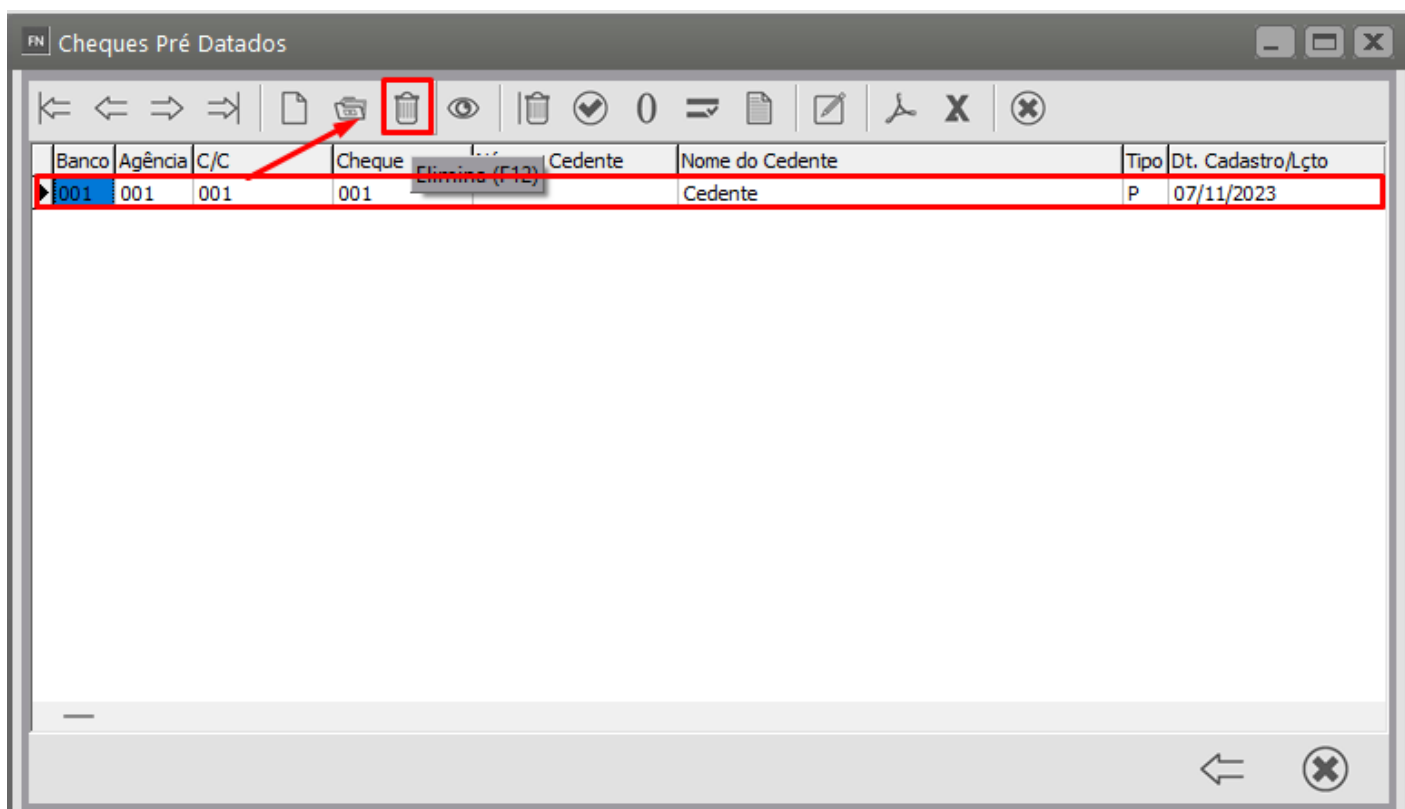 FN Cheques Pré Datados
Banco Agência C/C Cheque Cedente Nome do Cedente Tipo Dt. Cadastro/Lçto
Elimina (F12)
001 001 001 001 Cedente P 07/11/2023